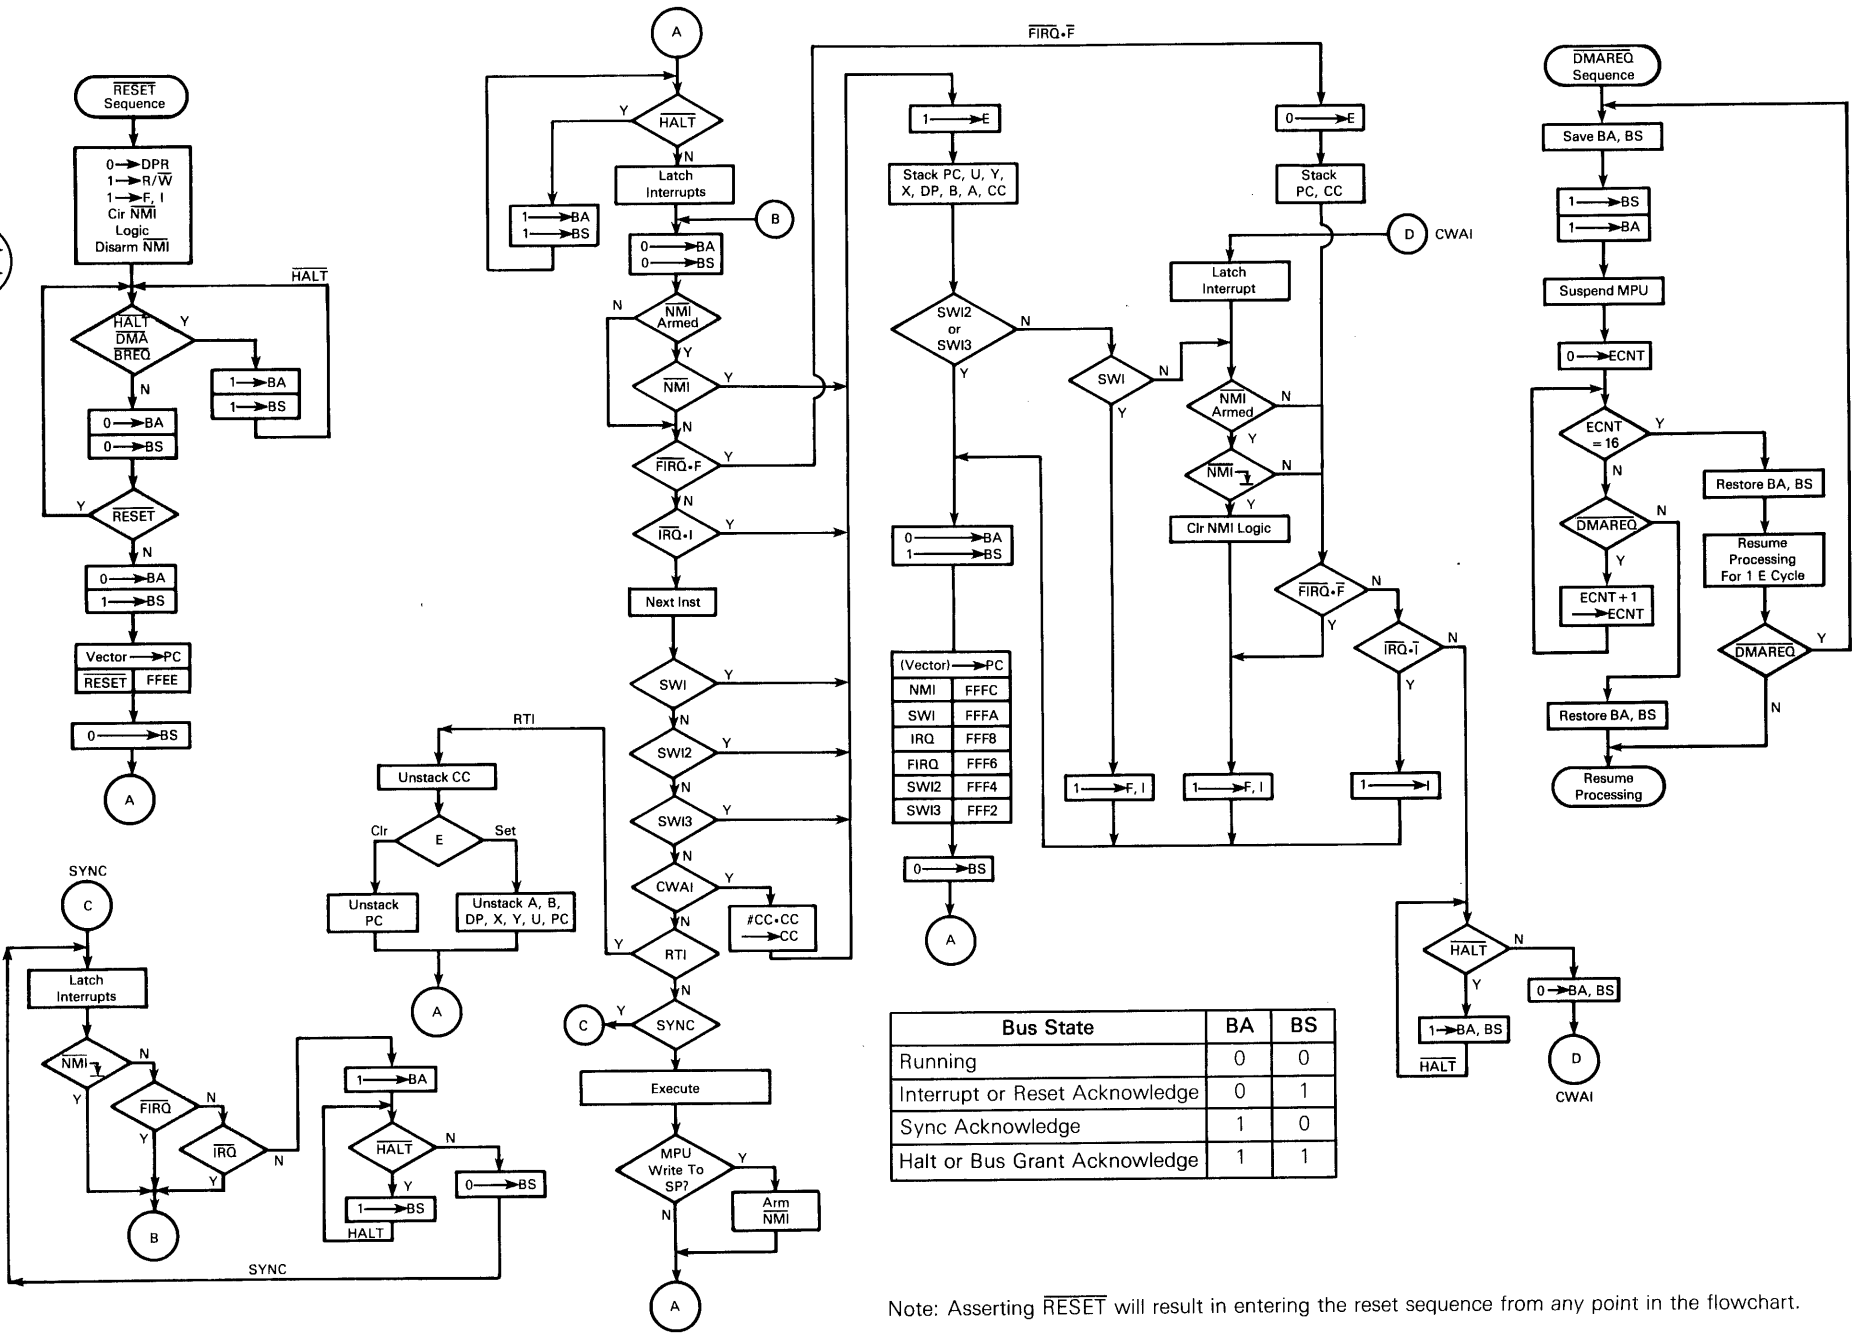 RESET
Sequence
0→DPR
1→R/W
1→F, I
Clr NMI
Logic
Disarm NMI
HALT
HALT
DMA
BREQ
Y
N
1→BA
1→BS
0→BA
0→BS
RESET
Y
N
0→BA
1→BS
Vector→PC
RESET FFEE
0→BS
A
SYNC
C
Latch
Interrupts
NMI
N
Y
FIRQ
N
Y
IRQ
N
Y
B
1→BA
HALT
N
Y
1→BS
HALT
0→BS
SYNC
RTI
Unstack CC
E
Clr
Set
Unstack
PC
Unstack A, B,
DP, X, Y, U, PC
A
A
HALT
Y
N
1→BA
1→BS
Latch
Interrupts
B
0→BA
0→BS
NMI
Armed
N
Y
NMI
Y
N
FIRQ•F
Y
N
IRQ•I
Y
Next Inst
SWI
Y
N
SWI2
Y
N
SWI3
Y
N
CWAI
Y
N
#CC•CC
→CC
RTI
Y
N
SYNC
Y
C
Execute
MPU
Write To
SP?
Y
N
Arm
NMI
A
FIRQ•F
1→E
Stack PC, U, Y,
X, DP, B, A, CC
SWI2
or
SWI3
N
Y
0→BA
1→BS
(Vector)→PC
NMI FFFC
SWI FFFA
IRQ FFF8
FIRQ FFF6
SWI2 FFF4
SWI3 FFF2
0→BS
A
SWI
N
Y
1→F, I
0→E
Stack
PC, CC
D CWAI
Latch
Interrupt
NMI
Armed
N
Y
NMI
N
Y
Clr NMI Logic
FIRQ•F
N
Y
IRQ•I
N
Y
1→F, I
1→I
HALT
N
Y
1→BA, BS
HALT
0→BA, BS
D
CWAI
DMAREQ
Sequence
Save BA, BS
1→BS
1→BA
Suspend MPU
0→ECNT
ECNT
=16
Y
N
DMAREQ
N
Y
ECNT+1
→ECNT
Restore BA, BS
Resume
Processing
For 1 E Cycle
DMAREQ
Y
N
Restore BA, BS
Resume
Processing
Bus State BA BS
Running 0 0
Interrupt or Reset Acknowledge 0 1
Sync Acknowledge 1 0
Halt or Bus Grant Acknowledge 1 1
Note: Asserting RESET will result in entering the reset sequence from any point in the flowchart.